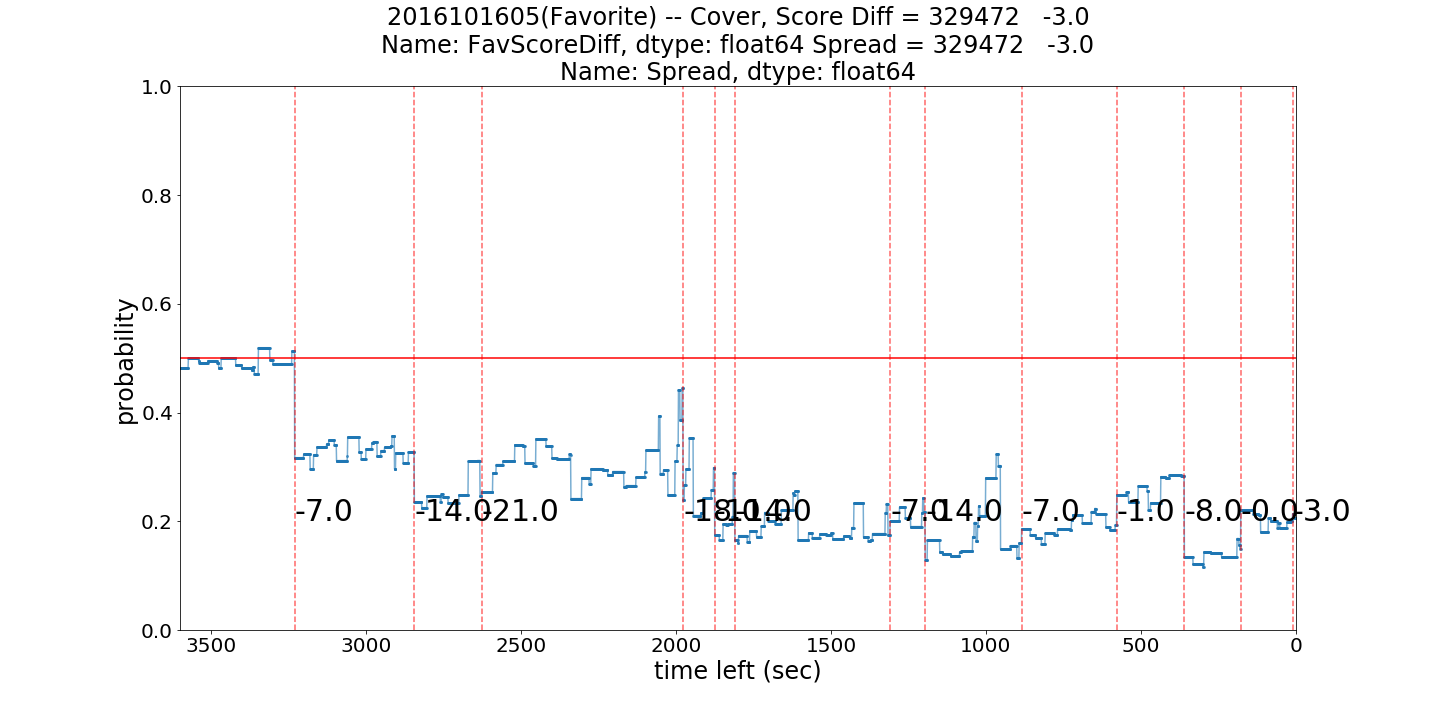 2016101605(Favorite) -- Cover, Score Diff = 329472 -3.0
Name: FavScoreDiff, dtype: float64 Spread = 329472 -3.0
Name: Spread, dtype: float64
1.0
0.8
0.6
0.4
0.2
0.0
probability
-7.0
-14.0
-21.0
-14.0
-7.0
-14.0
-7.0
-1.0
-8.0
-0.0
-3.0
3500 3000 2500 2000 1500 1000 500 0
time left (sec)